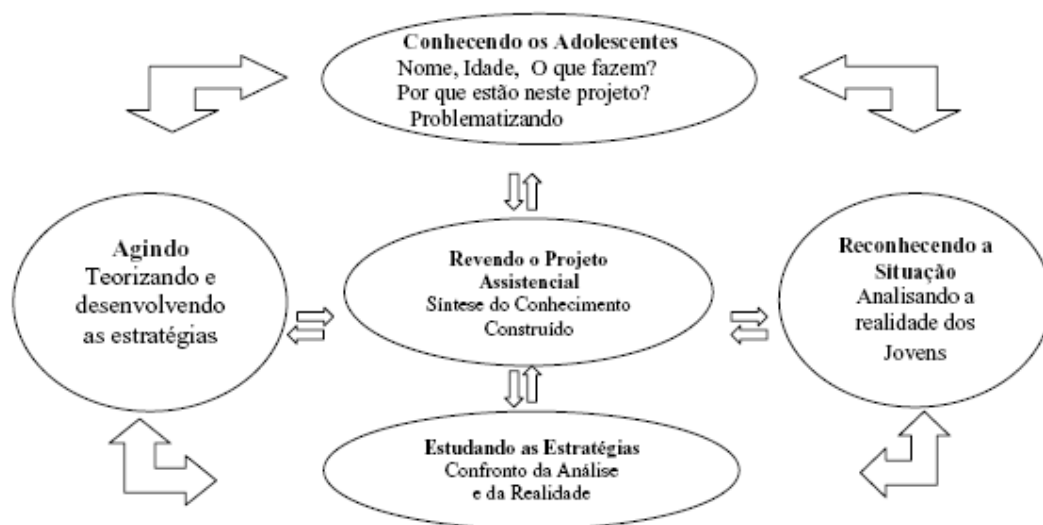 Conhecendo os Adolescentes
Nome, Idade, O que fazem?
Por que estão neste projeto?
Problematizando
Agindo
Teorizando e
desenvolvendo
as estratégias
Revendo o Projeto
Assistencial
Síntese do Conhecimento
Construído
Reconhecendo a
Situação
Analisando a
realidade dos
Jovens
Estudando as Estratégias
Confronto da Análise
e da Realidade